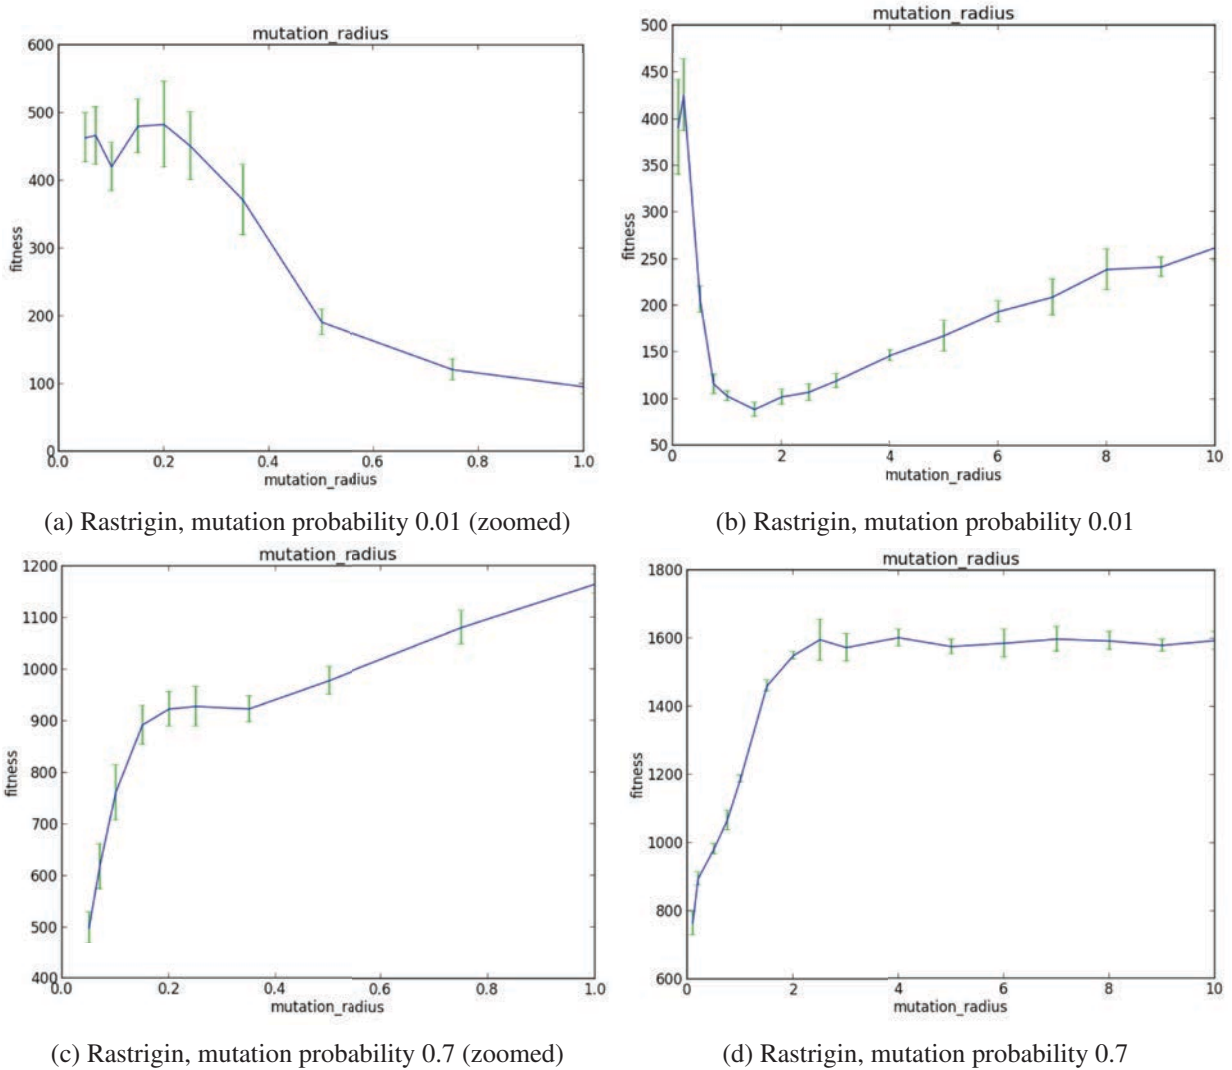 mutation_radius
600
500
400
300
200
100
0
fitness
0.0 0.2 0.4 0.6 0.8 1.0
mutation_radius
(a) Rastrigin, mutation probability 0.01 (zoomed)
mutation_radius
500
450
400
350
300
250
200
150
100
50
fitness
0 2 4 6 8 10
mutation_radius
(b) Rastrigin, mutation probability 0.01
mutation_radius
1200
1100
1000
900
800
700
600
500
400
fitness
0.0 0.2 0.4 0.6 0.8 1.0
mutation_radius
(c) Rastrigin, mutation probability 0.7 (zoomed)
mutation_radius
1800
1600
1400
1200
1000
800
600
fitness
0 2 4 6 8 10
mutation_radius
(d) Rastrigin, mutation probability 0.7